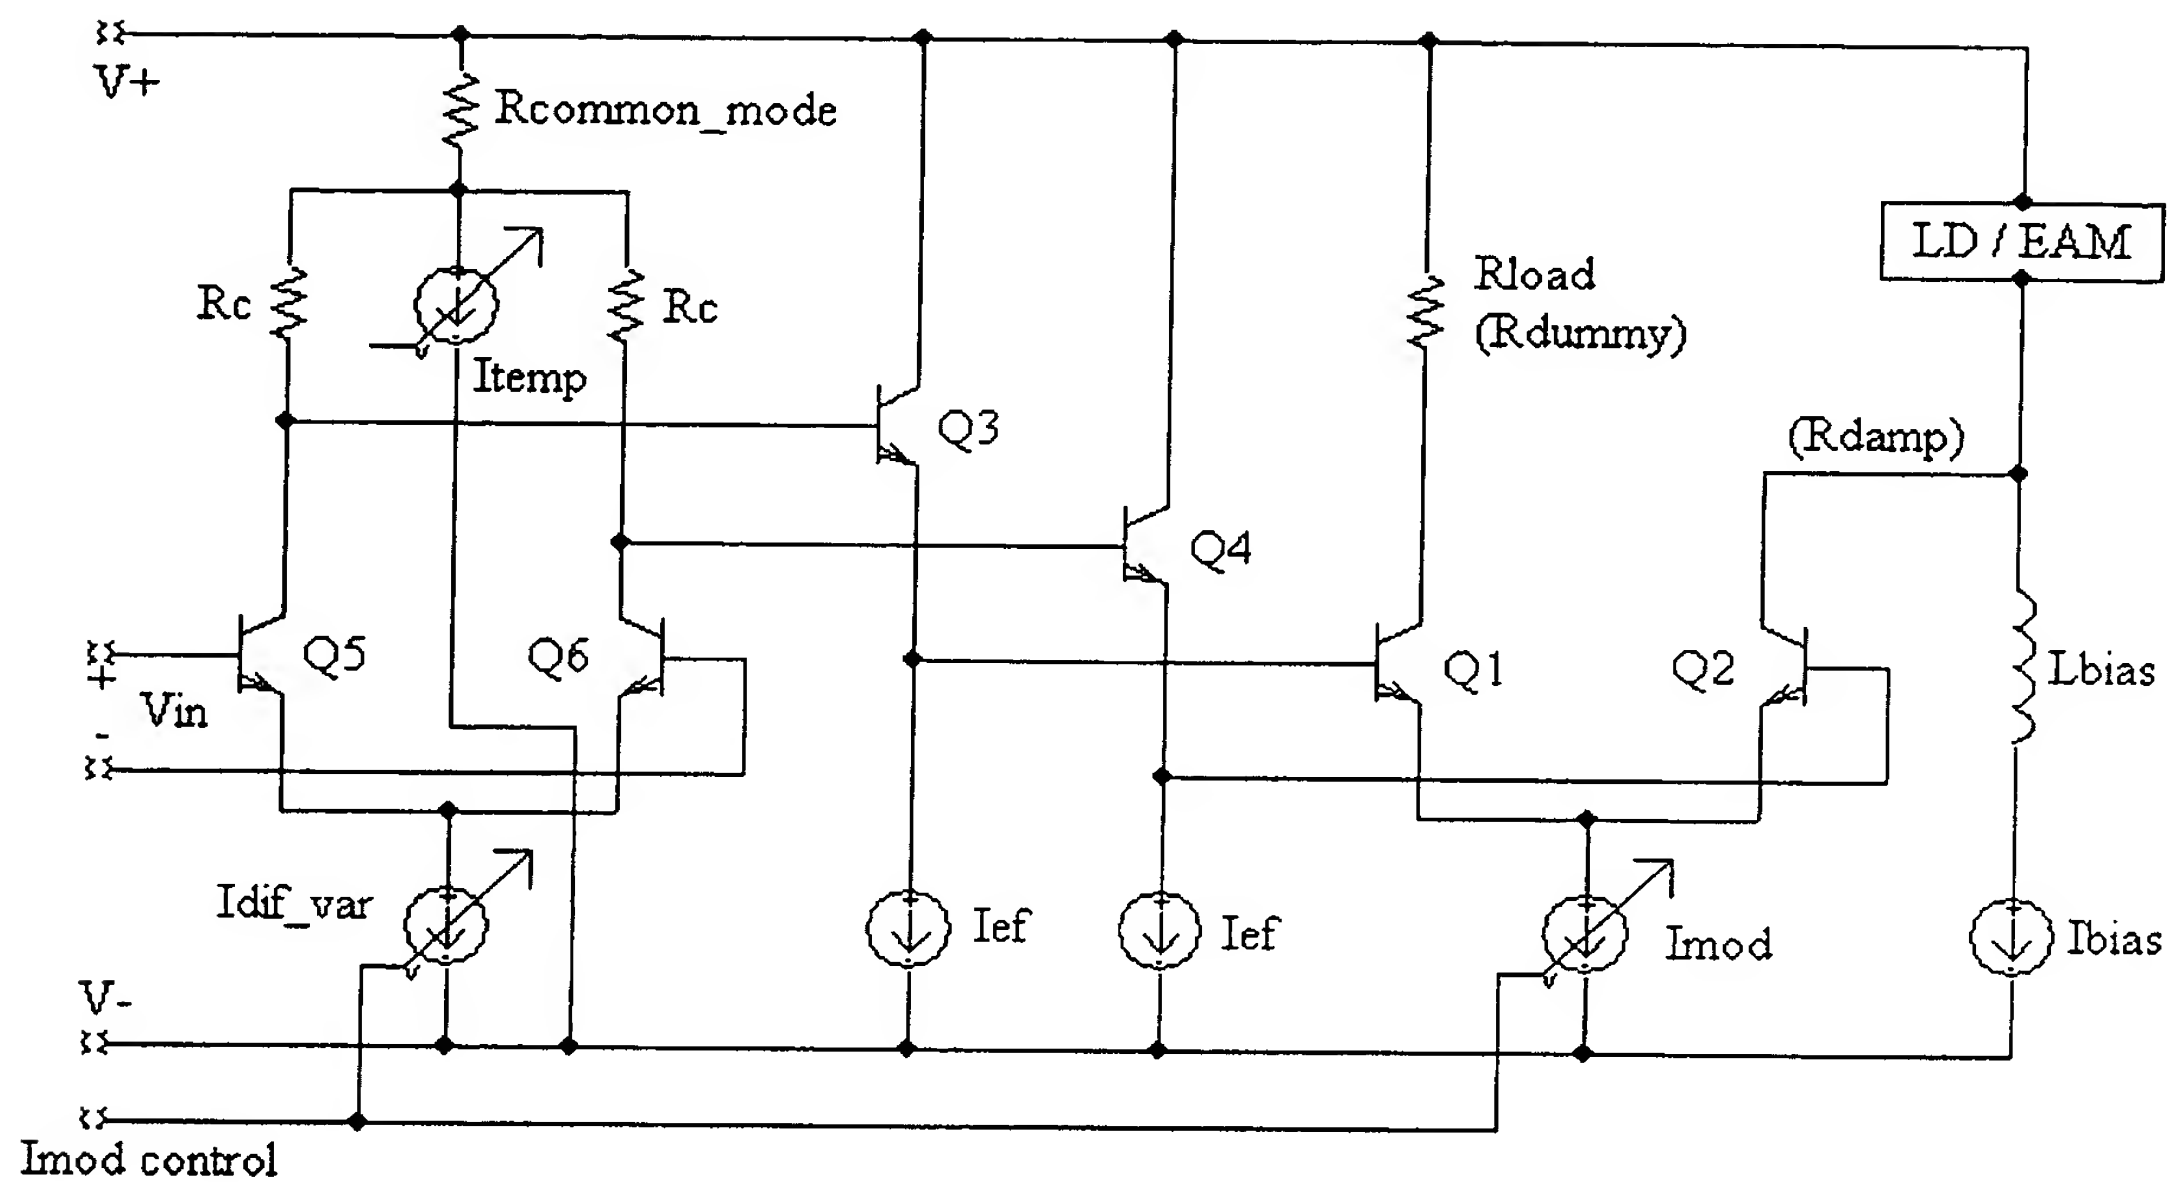 V+
Rcommon_mode
LD / EAM
Rc
Rc
Rload
(Rdummy)
Itemp
Q3
(Rdamp)
Q4
Q5
Q6
Q1
Q2
Lbias
+
Vin
-
Idif_var
Ief
Ief
Imod
Ibias
V-
Imod control